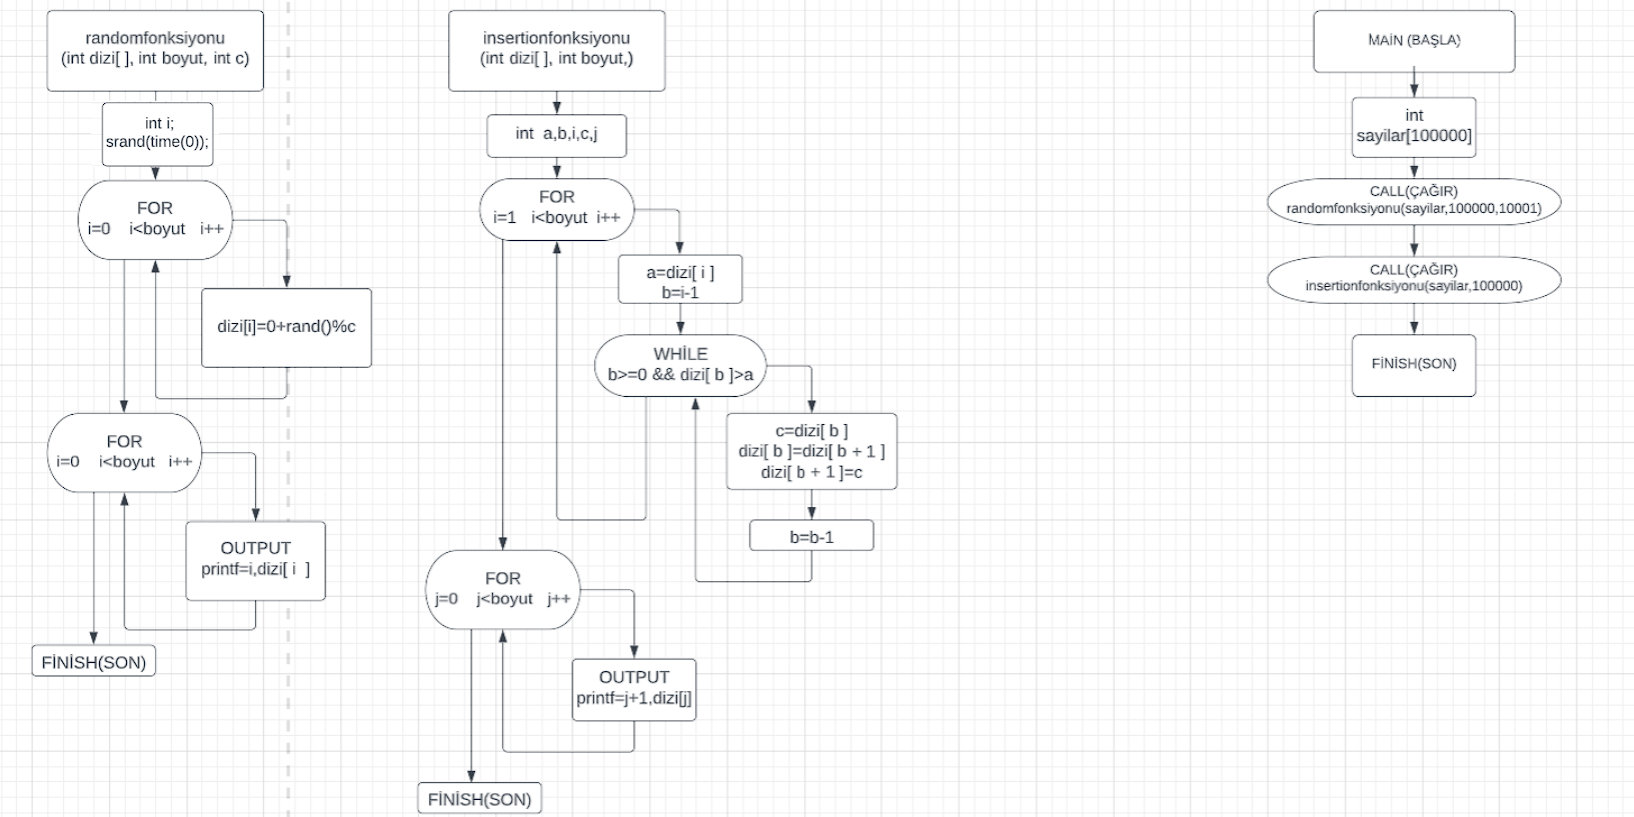 randomfonksiyonu
(int dizi[ ], int boyut, int c)
int i;
srand(time(0));
FOR
i=0 i<boyut i++
dizi[i]=0+rand()%c
FOR
i=0 i<boyut i++
OUTPUT
printf=i,dizi[ i ]
FİNİSH(SON)
insertionfonksiyonu
(int dizi[ ], int boyut,)
int a,b,i,c,j
FOR
i=1 i<boyut i++
a=dizi[ i ]
b=i-1
WHİLE
b>=0 && dizi[ b ]>a
c=dizi[ b ]
dizi[ b ]=dizi[ b + 1 ]
dizi[ b + 1 ]=c
b=b-1
FOR
j=0 j<boyut j++
OUTPUT
printf=j+1,dizi[j]
FİNİSH(SON)
MAİN (BAŞLA)
int
sayilar[100000]
CALL(ÇAĞIR)
randomfonksiyonu(sayilar,100000,10001)
CALL(ÇAĞIR)
insertionfonksiyonu(sayilar,100000)
FİNİSH(SON)